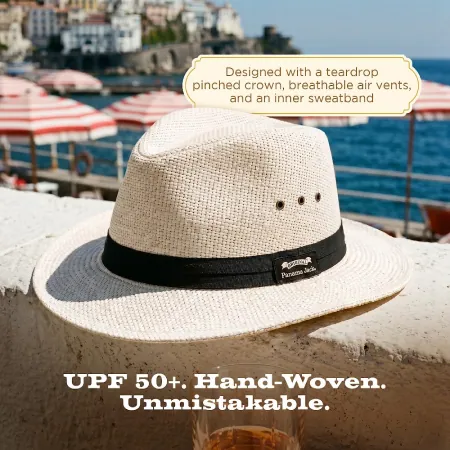 Designed with a teardrop
pinched crown, breathable air vents,
and an inner sweatband
Panama Jack
UPF 50+. Hand-Woven.
Unmistakable.